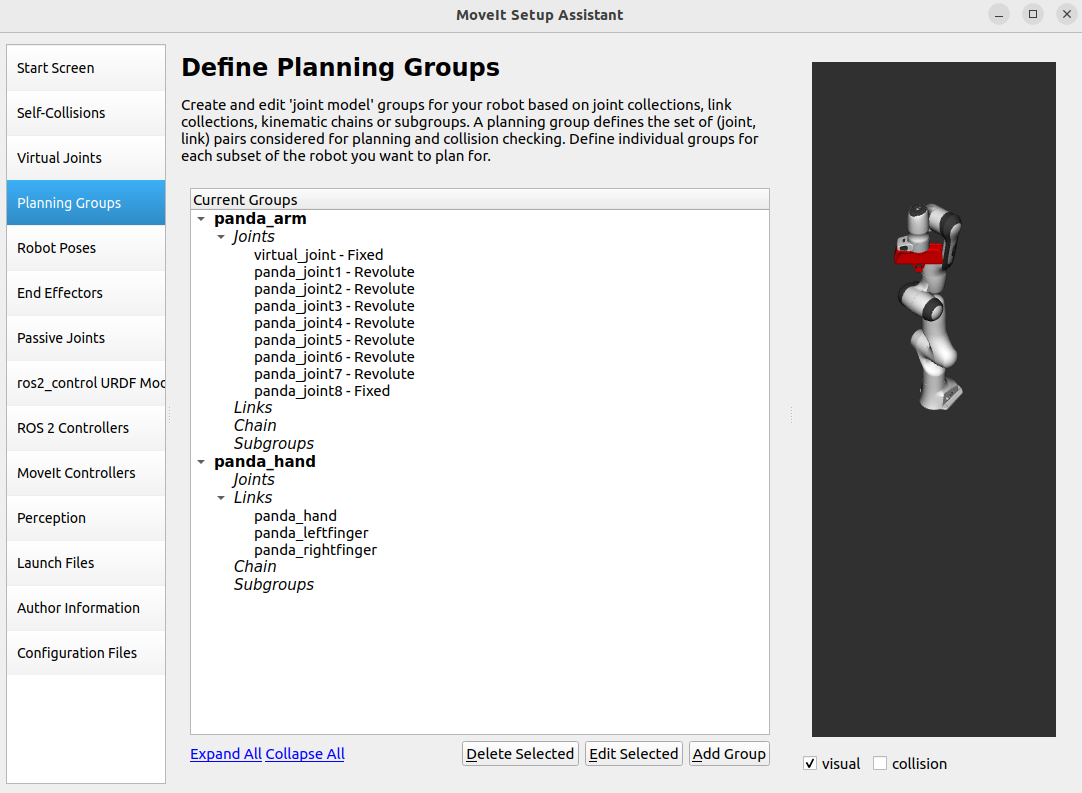 MoveIt Setup Assistant
Start Screen
Self-Collisions
Virtual Joints
Planning Groups
Robot Poses
End Effectors
Passive Joints
ros2_control URDF Moc
ROS 2 Controllers
MoveIt Controllers
Perception
Launch Files
Author Information
Configuration Files
Define Planning Groups
Create and edit 'joint model' groups for your robot based on joint collections, link
collections, kinematic chains or subgroups. A planning group defines the set of (joint,
link) pairs considered for planning and collision checking. Define individual groups for
each subset of the robot you want to plan for.
Current Groups
panda_arm
Joints
virtual_joint - Fixed
panda_joint1 - Revolute
panda_joint2 - Revolute
panda_joint3 - Revolute
panda_joint4 - Revolute
panda_joint5 - Revolute
panda_joint6 - Revolute
panda_joint7 - Revolute
panda_joint8 - Fixed
Links
Chain
Subgroups
panda_hand
Joints
Links
panda_hand
panda_leftfinger
panda_rightfinger
Chain
Subgroups
Expand All Collapse All
Delete Selected
Edit Selected
Add Group
visual
collision